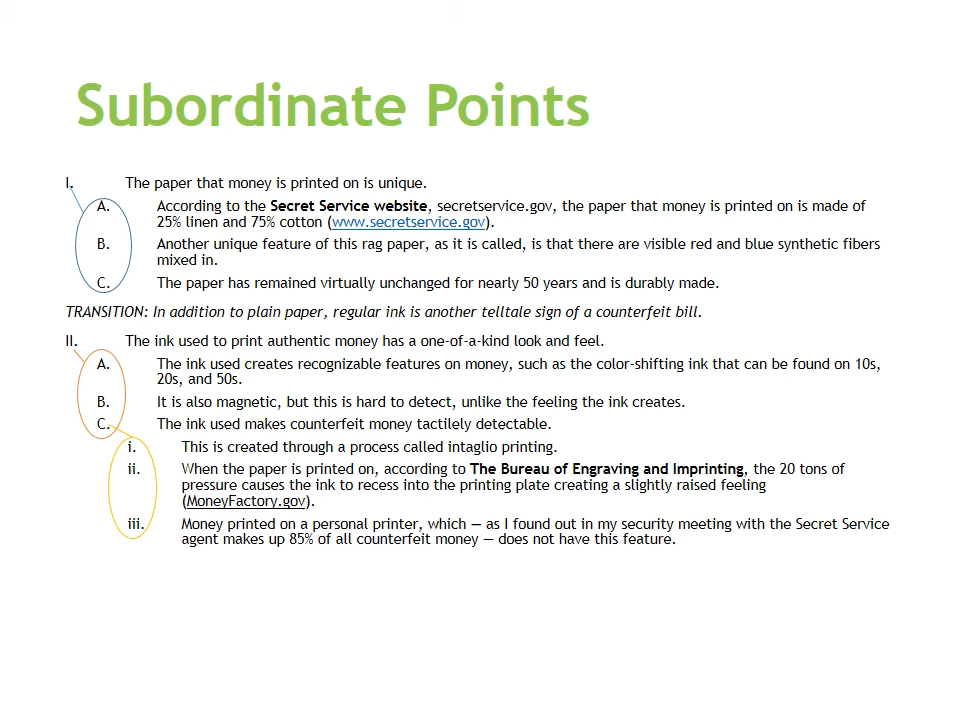 Subordinate Points
I. The paper that money is printed on is unique.
A. According to the Secret Service website, secretservice.gov, the paper that money is printed on is made of
25% linen and 75% cotton (www.secretservice.gov).
B. Another unique feature of this rag paper, as it is called, is that there are visible red and blue synthetic fibers
mixed in.
C. The paper has remained virtually unchanged for nearly 50 years and is durably made.
TRANSITION: In addition to plain paper, regular ink is another telltale sign of a counterfeit bill.
II. The ink used to print authentic money has a one-of-a-kind look and feel.
A. The ink used creates recognizable features on money, such as the color-shifting ink that can be found on 10s,
20s, and 50s.
B. It is also magnetic, but this is hard to detect, unlike the feeling the ink creates.
C. The ink used makes counterfeit money tactilely detectable.
i. This is created through a process called intaglio printing.
ii. When the paper is printed on, according to The Bureau of Engraving and Imprinting, the 20 tons of
pressure causes the ink to recess into the printing plate creating a slightly raised feeling
(MoneyFactory.gov).
iii. Money printed on a personal printer, which — as I found out in my security meeting with the Secret Service
agent makes up 85% of all counterfeit money — does not have this feature.